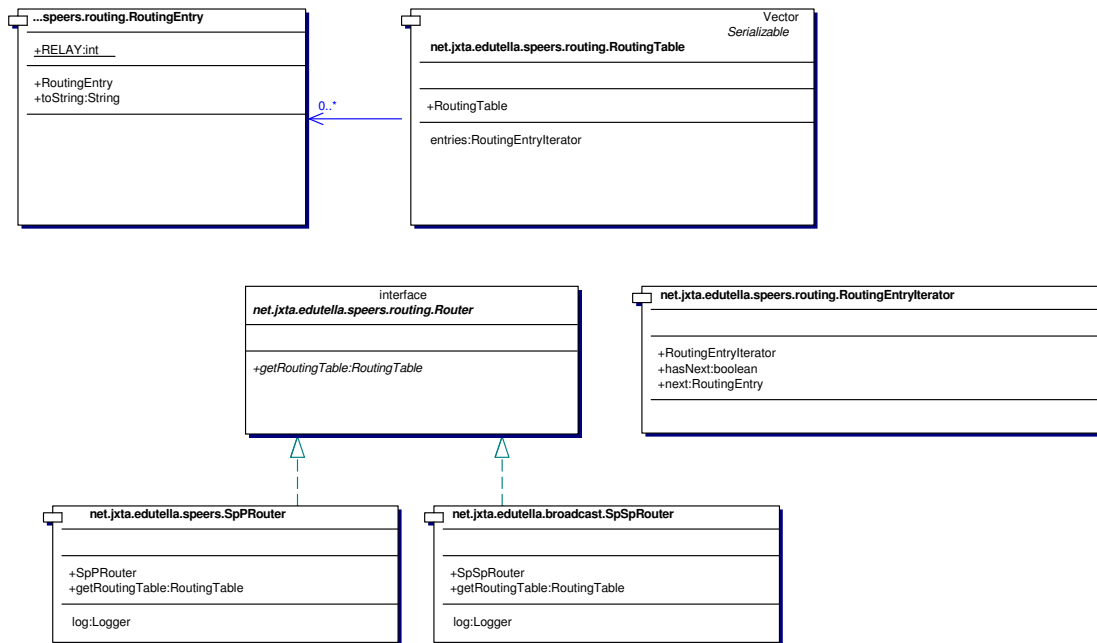 ...speers.routing.RoutingEntry
+RELAY:int
+RoutingEntry
+toString:String
0..*
Vector
Serializable
net.jxta.edutella.speers.routing.RoutingTable
+RoutingTable
entries:RoutingEntryIterator
interface
net.jxta.edutella.speers.routing.Router
+getRoutingTable:RoutingTable
net.jxta.edutella.speers.routing.RoutingEntryIterator
+RoutingEntryIterator
+hasNext:boolean
+next:RoutingEntry
net.jxta.edutella.speers.SpPRouter
+SpPRouter
+getRoutingTable:RoutingTable
log:Logger
net.jxta.edutella.broadcast.SpSpRouter
+SpSpRouter
+getRoutingTable:RoutingTable
log:Logger